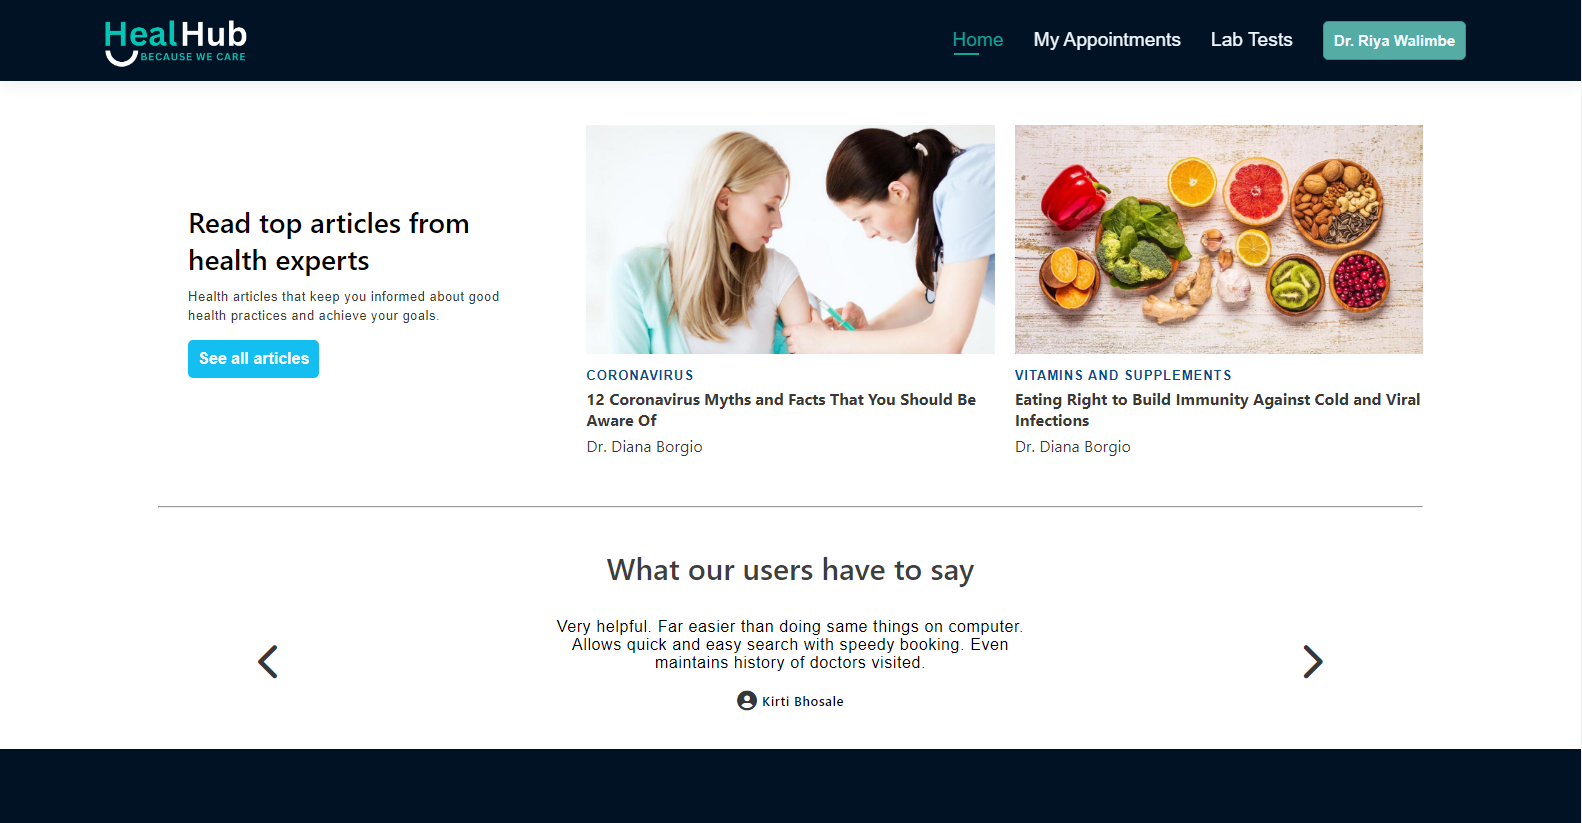 HealHub
BECAUSE WE CARE
Home
My Appointments
Lab Tests
Dr. Riya Walimbe
Read top articles from
health experts
Health articles that keep you informed about good
health practices and achieve your goals.
See all articles
CORONAVIRUS
12 Coronavirus Myths and Facts That You Should Be
Aware Of
Dr. Diana Borgio
VITAMINS AND SUPPLEMENTS
Eating Right to Build Immunity Against Cold and Viral
Infections
Dr. Diana Borgio
What our users have to say
Very helpful. Far easier than doing same things on computer.
Allows quick and easy search with speedy booking. Even
maintains history of doctors visited.
Kirti Bhosale